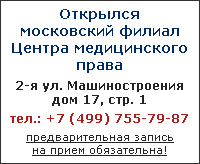 Открылся
московский филиал
Центра медицинского
права
2-я ул. Машиностроения
дом 17, стр. 1
тел.: +7 (499) 755-79-87
предварительная запись
на прием обязательна!